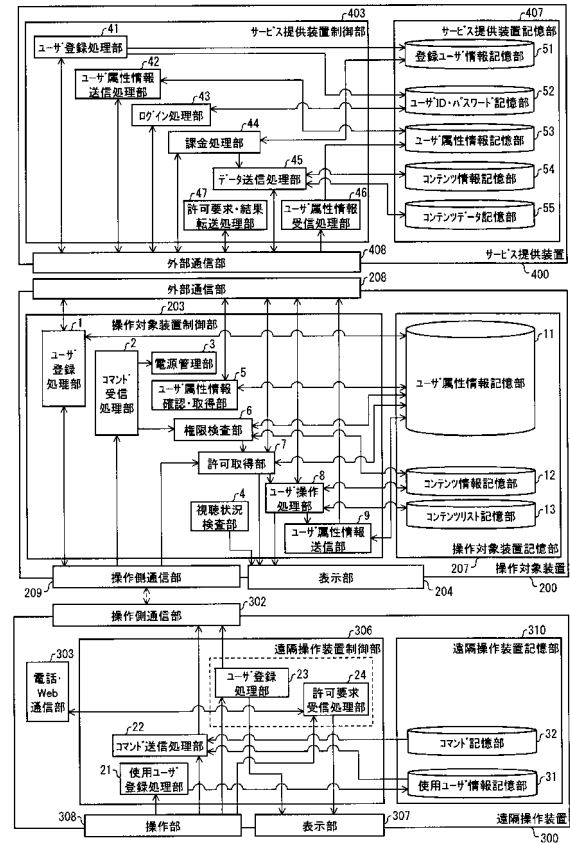 403
サービス提供装置制御部
41
ユーザ登録処理部
42
ユーザ属性情報
送信処理部
43
ログイン処理部
44
課金処理部
45
データ送信処理部
47
許可要求・結果
転送処理部
46
ユーザ属性情報
受信処理部
407
サービス提供装置記憶部
51
登録ユーザ情報記憶部
52
ユーザID・パスワード記憶部
53
ユーザ属性情報記憶部
54
コンテンツ情報記憶部
55
コンテンツデータ記憶部
408
外部通信部
サービス提供装置
400
208
外部通信部
203
操作対象装置制御部
1
ユーザ
登録
処理部
2
コマンド
受信
処理部
3
電源管理部
5
ユーザ属性情報
確認・取得部
6
権限検査部
7
許可取得部
8
ユーザ操作
処理部
4
視聴状況
検査部
9
ユーザ属性情報
送信部
11
ユーザ属性情報記憶部
コンテンツ情報記憶部
12
コンテンツリスト記憶部
13
操作対象装置記憶部
207
操作対象装置
200
209
操作側通信部
表示部
204
操作側通信部
302
306
遠隔操作装置制御部
310
遠隔操作装置記憶部
303
電話・
Web
通信部
ユーザ登録
処理部
23
24
許可要求
受信処理部
22
コマンド送信処理部
21
使用ユーザ
登録処理部
コマンド記憶部
32
使用ユーザ情報記憶部
31
308
操作部
表示部
307
遠隔操作装置
300